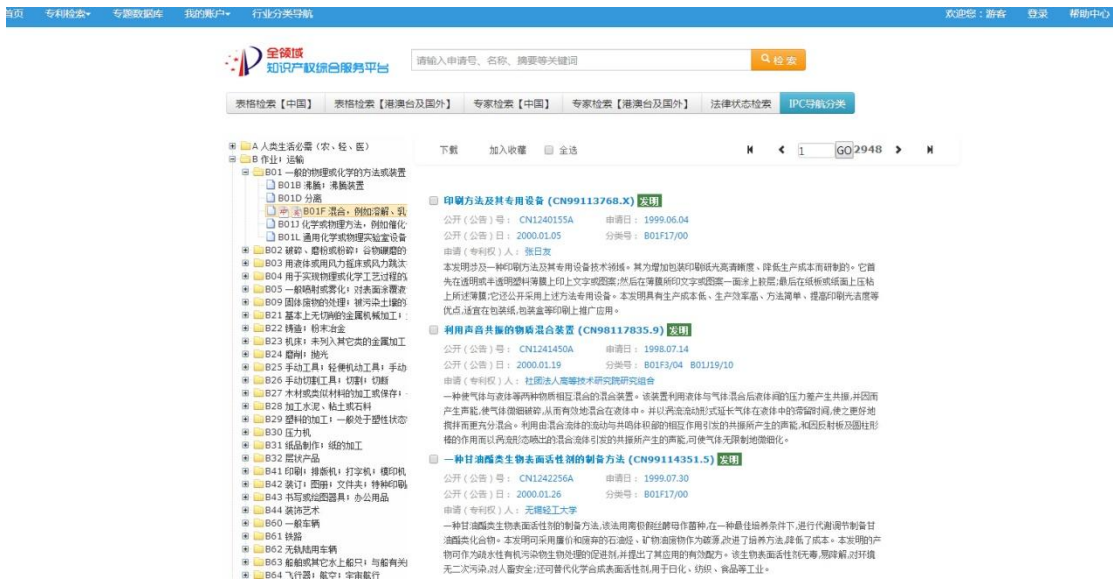 首页 专利检索 专题数据库 我的账户 行业分类导航 欢迎您：游客 登录 帮助中心
全领域
知识产权综合服务平台
请输入申请号、名称、摘要等关键词 检索
表格检索【中国】 表格检索【港澳台及国外】 专家检索【中国】 专家检索【港澳台及国外】 法律状态检索 IPC导航分类
A 人类生活必需（农、轻、医）
B 作业；运输
B01 一般的物理或化学的方法或装置
B01B 沸腾；沸腾装置
B01D 分离
B01F 混合，例如溶解、乳
B01J 化学或物理方法，例如催化
B01L 通用化学或物理实验室设备
B02 破碎、磨粉或粉碎；谷物碾磨的
B03 用液体或用风力摇床或风力跳汰
B04 用于实现物理或化学工艺过程的
B05 一般喷射或雾化；对表面涂覆液
B09 固体废物的处理；被污染土壤的
B21 基本上无切削的金属机械加工；
B22 铸造；粉末冶金
B23 机床；未列入其它类的金属加工
B24 磨削；抛光
B25 手动工具；轻便机动工具；手动
B26 手动切割工具；切割；切断
B27 木材或类似材料的加工或保存；
B28 加工水泥、粘土或石料
B29 塑料的加工；一般处于塑性状态
B30 压力机
B31 纸品制作；纸的加工
B32 层状产品
B41 印刷；排版机；打字机；模印机
B42 装订；图册；文件夹；特种印刷
B43 书写或绘图器具；办公用品
B44 装饰艺术
B60 一般车辆
B61 铁路
B62 无轨陆用车辆
B63 船舶或其它水上船只；与船有关
B64 飞行器；航空；宇宙航行
下载 加入收藏 全选 1 GO 2948
印刷方法及其专用设备 (CN99113768.X) 发明
公开（公告）号： CN1240155A 申请日： 1999.06.04
公开（公告）日： 2000.01.05 分类号： B01F17/00
申请（专利权）人： 张日友
本发明涉及一种印刷方法及其专用设备技术领域。其为增加包装印刷纸光高清晰度、降低生产成本而研制的。它首
先在透明或半透明塑料薄膜上印上文字或图案;然后在薄膜所印文字或图案一面涂上胶层;最后在纸板或纸面上压粘
上所述薄膜;它还公开采用上述方法专用设备。本发明具有生产成本低、生产效率高、方法简单、提高印刷光洁度等
优点,适宜在包装纸,包装盒等印刷上推广应用。
利用声音共振的物质混合装置 (CN98117835.9) 发明
公开（公告）号： CN1241450A 申请日： 1998.07.14
公开（公告）日： 2000.01.19 分类号： B01F3/04 B01J19/10
申请（专利权）人： 社团法人高等技术研究院研究组合
一种使气体与液体等两种物质相互混合的混合装置。该装置利用液体与气体混合后液体间的压力差产生共振,并因而
产生声能,使气体微细破碎,从而有效地混合在液体中。并以涡流流动形式延长气体在液体中的滞留时间,使之更好地
搅拌而更充分混合。利用由混合流体的流动与共鸣体积部的相互作用引发的共振所产生的声能,和因反射板及圆柱形
棒的作用而以涡流形态喷出的混合流体引发的共振所产生的声能,可使气体无限制地微细化。
一种甘油酯类生物表面活性剂的制备方法 (CN99114351.5) 发明
公开（公告）号： CN1242256A 申请日： 1999.07.30
公开（公告）日： 2000.01.26 分类号： B01F17/00
申请（专利权）人： 无锡轻工大学
一种甘油酯类生物表面活性剂的制备方法,该法用南极假丝酵母作菌种,在一种最佳培养条件下,进行代谢调节制备甘
油酯类化合物。本发明可采用廉价和废弃的石油烃、矿物油废物作为碳源,改进了培养方法,降低了成本。本发明的产
物可作为疏水性有机污染物生物处理的促进剂,并提出了其应用的有效配方。该生物表面活性剂无毒,易降解,对环境
无二次污染,对人畜安全;还可替代化学合成表面活性剂,用于日化、纺织、食品等工业。